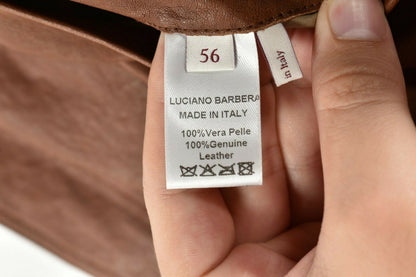 56
in Italy
LUCIANO BARBERA
MADE IN ITALY
100%Vera Pelle
100%Genuine
Leather